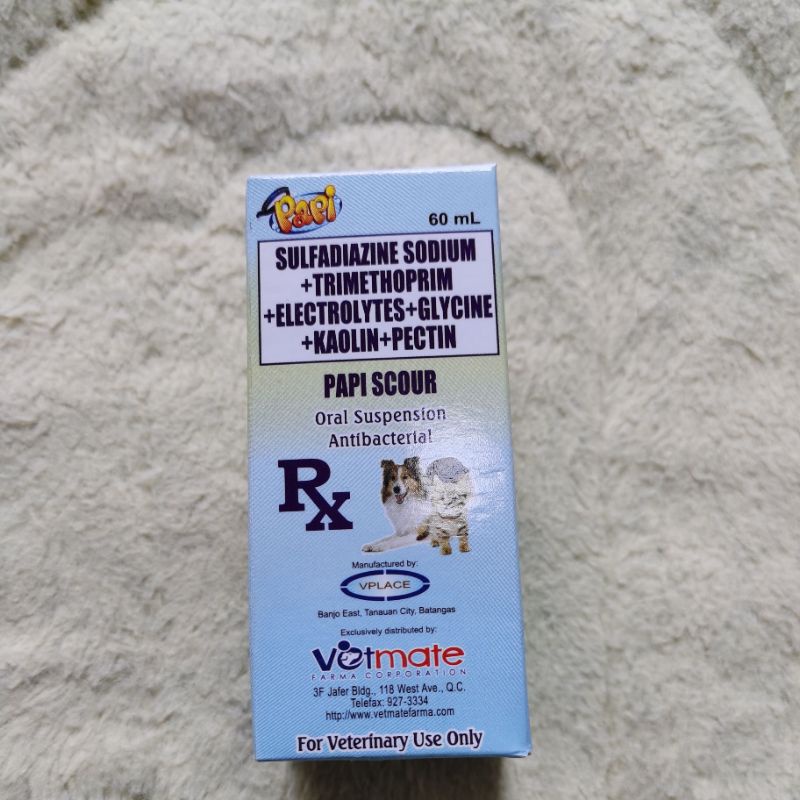 Papi
60 mL
SULFADIAZINE SODIUM
+TRIMETHOPRIM
+ELECTROLYTES+GLYCINE
+KAOLIN+PECTIN
PAPI SCOUR
Oral Suspension
Antibacterial
Rx
Manufactured by:
VPLACE
Banjo East, Tanauan City, Batangas
Exclusively distributed by:
Vetmate
FARMA CORPORATION
3F Jafer Bldg., 118 West Ave., Q.C.
Telefax: 927-3334
http://www.vetmatefarma.com
For Veterinary Use Only